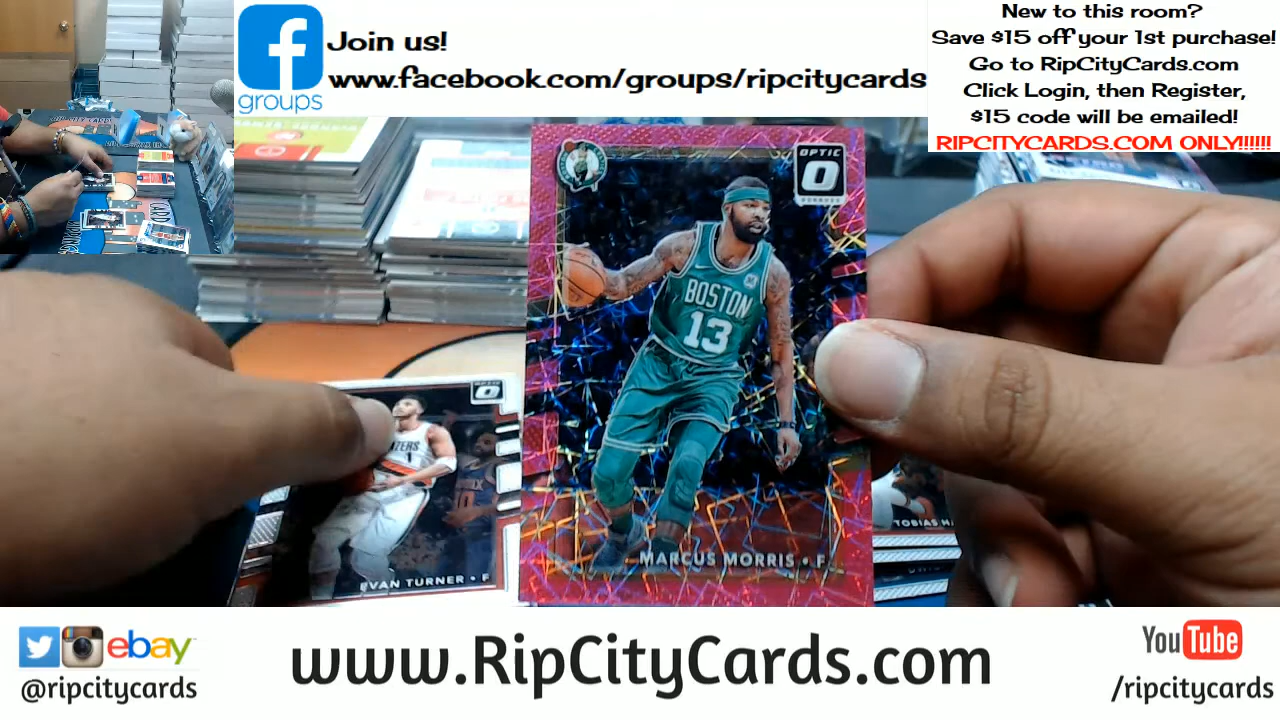 groups
Join us!
www.facebook.com/groups/ripcitycards
New to this room?
Save $15 off your 1st purchase!
Go to RipCityCards.com
Click Login, then Register,
$15 code will be emailed!
RIPCITYCARDS.COM ONLY!!!!!!
OPTIC
BOSTON
13
MARCUS MORRIS • F
1
EVAN TURNER • F
TOBIAS
ebay
@ripcitycards
www.RipCityCards.com
YouTube
/ripcitycards